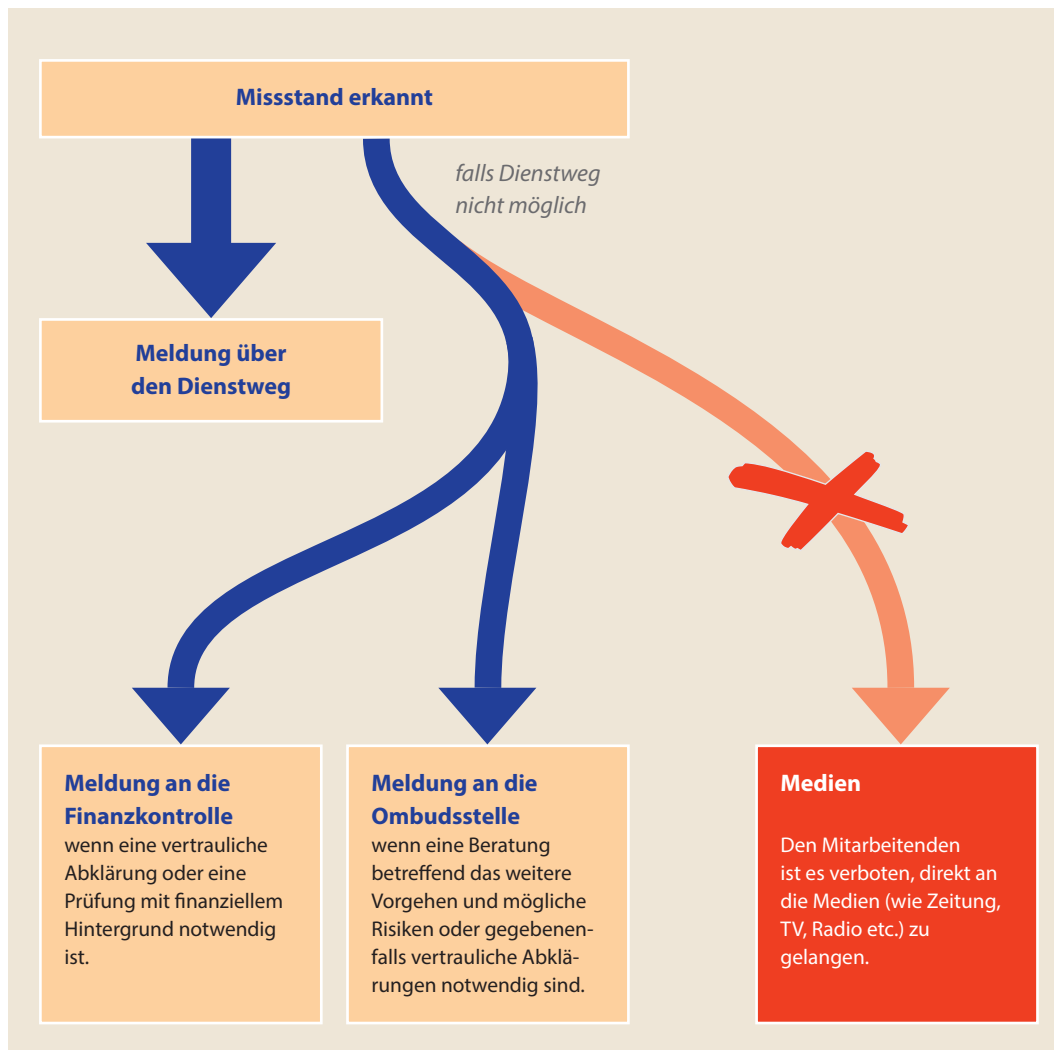 Missstand erkannt
falls Dienstweg
nicht möglich
Meldung über
den Dienstweg
Meldung an die
Finanzkontrolle
wenn eine vertrauliche
Abklärung oder eine
Prüfung mit finanziellem
Hintergrund notwendig
ist.
Meldung an die
Ombudsstelle
wenn eine Beratung
betreffend das weitere
Vorgehen und mögliche
Risiken oder gegebenen-
falls vertrauliche Abklä-
rungen notwendig sind.
Medien
Den Mitarbeitenden
ist es verboten, direkt an
die Medien (wie Zeitung,
TV, Radio etc.) zu
gelangen.